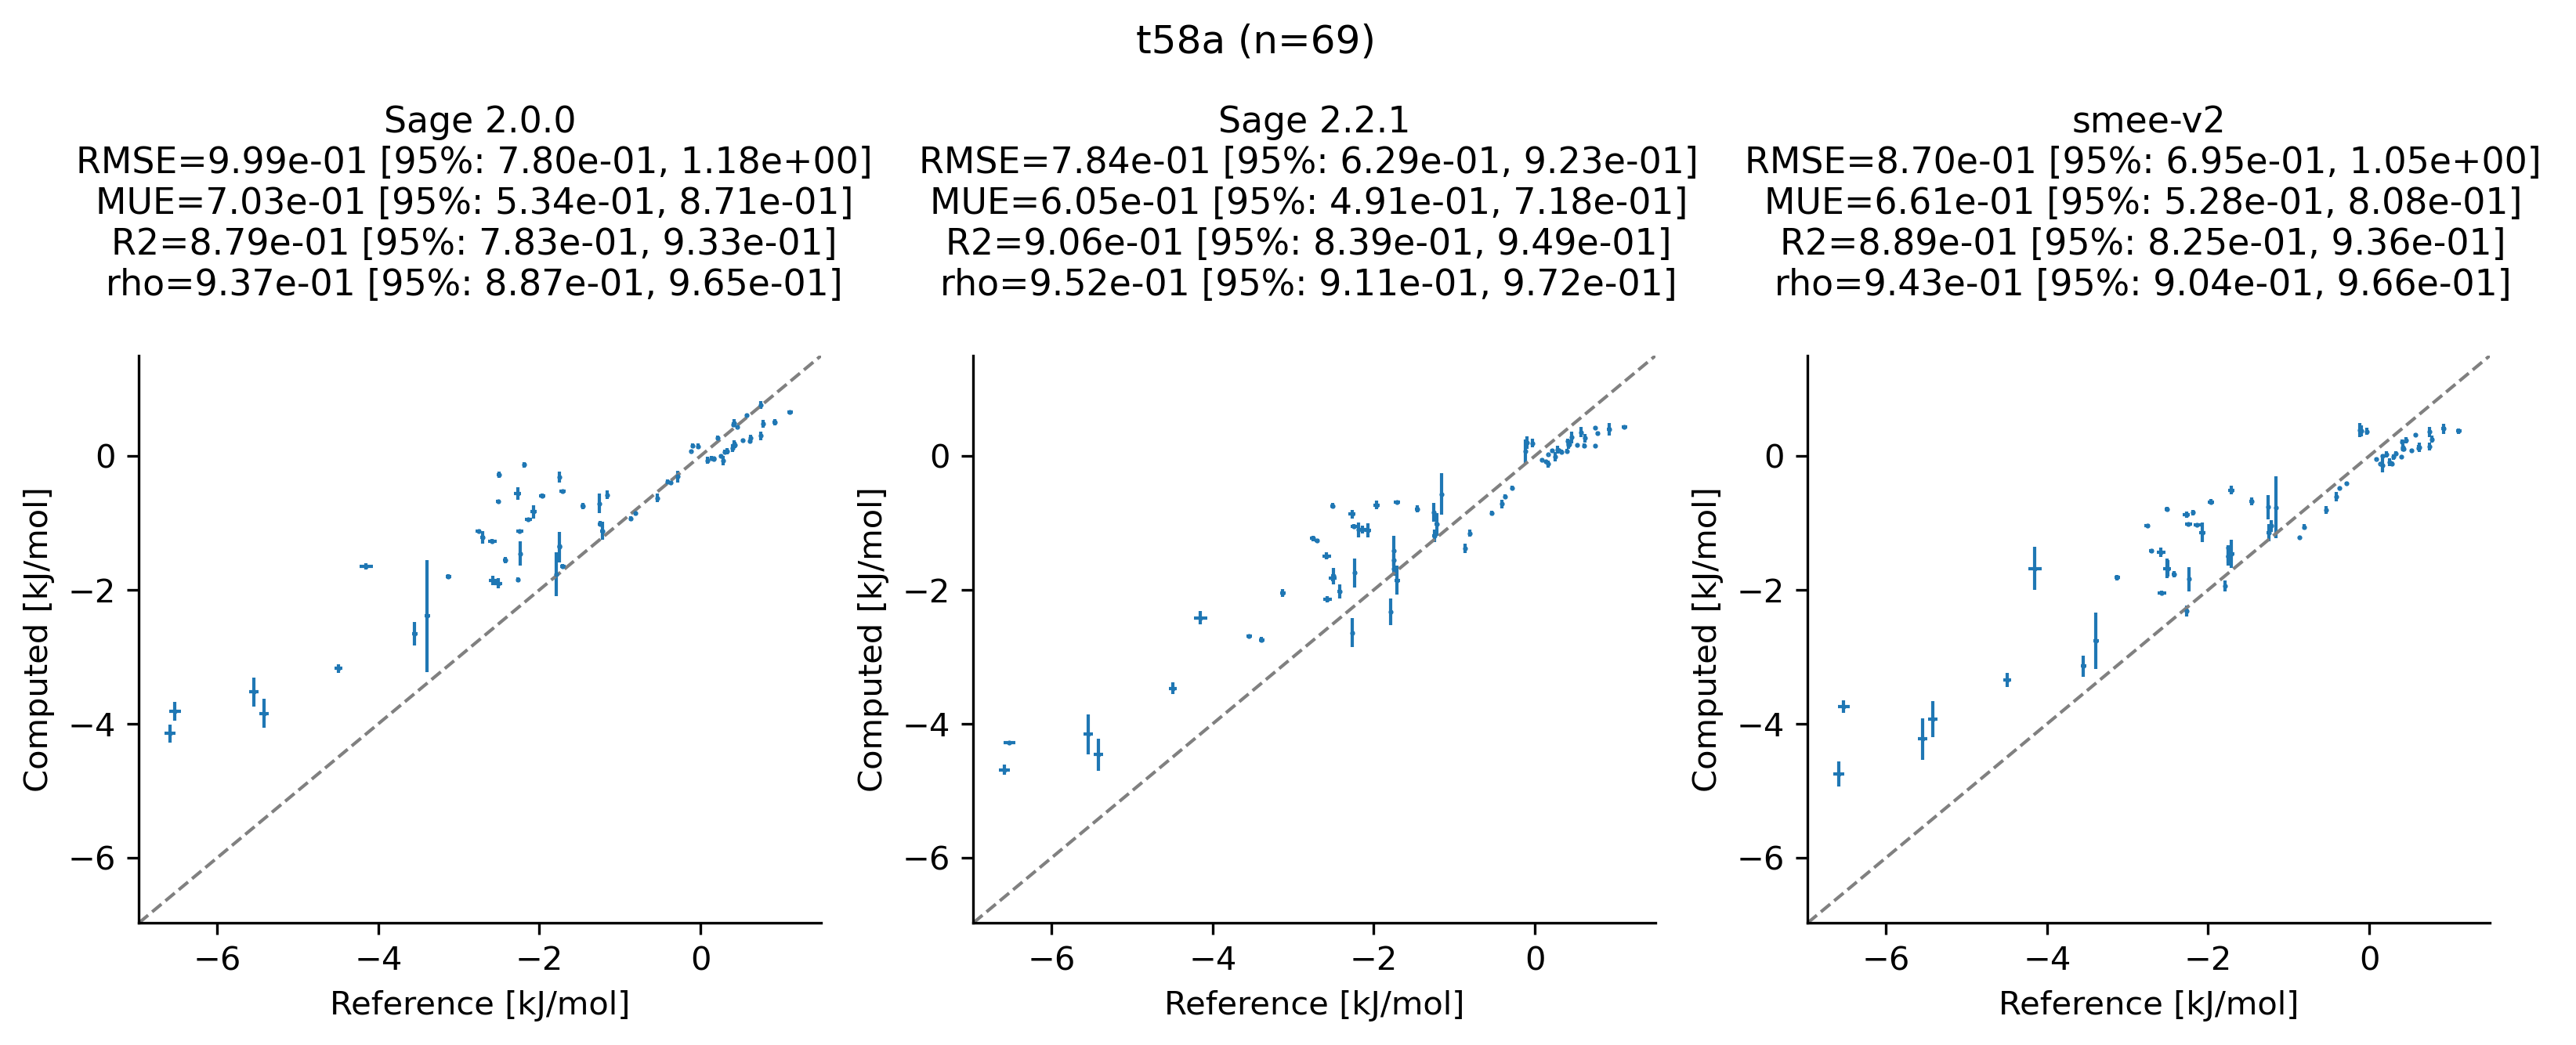 t58a (n=69)
Sage 2.0.0
RMSE=9.99e-01 [95%: 7.80e-01, 1.18e+00]
MUE=7.03e-01 [95%: 5.34e-01, 8.71e-01]
R2=8.79e-01 [95%: 7.83e-01, 9.33e-01]
rho=9.37e-01 [95%: 8.87e-01, 9.65e-01]
Computed [kJ/mol]
0
−2
−4
−6
−6 −4 −2 0
Reference [kJ/mol]
Sage 2.2.1
RMSE=7.84e-01 [95%: 6.29e-01, 9.23e-01]
MUE=6.05e-01 [95%: 4.91e-01, 7.18e-01]
R2=9.06e-01 [95%: 8.39e-01, 9.49e-01]
rho=9.52e-01 [95%: 9.11e-01, 9.72e-01]
Computed [kJ/mol]
0
−2
−4
−6
−6 −4 −2 0
Reference [kJ/mol]
smee-v2
RMSE=8.70e-01 [95%: 6.95e-01, 1.05e+00]
MUE=6.61e-01 [95%: 5.28e-01, 8.08e-01]
R2=8.89e-01 [95%: 8.25e-01, 9.36e-01]
rho=9.43e-01 [95%: 9.04e-01, 9.66e-01]
Computed [kJ/mol]
0
−2
−4
−6
−6 −4 −2 0
Reference [kJ/mol]